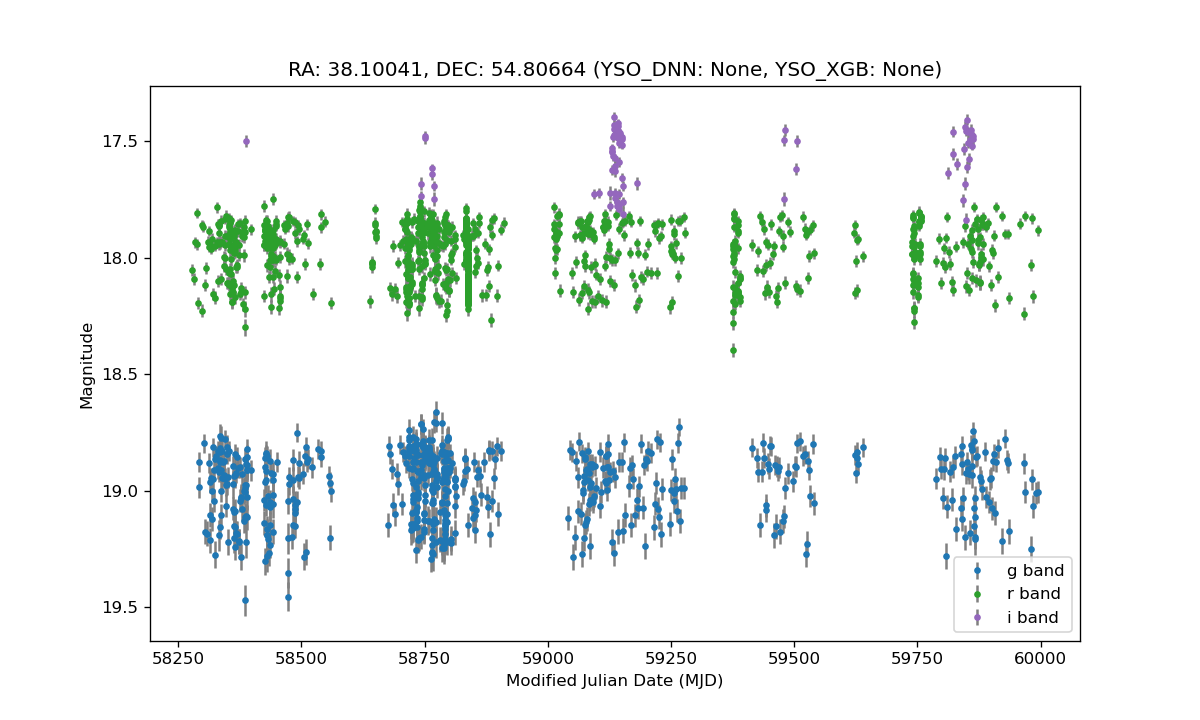 RA: 38.10041, DEC: 54.80664 (YSO_DNN: None, YSO_XGB: None)
Magnitude
17.5
18.0
18.5
19.0
19.5
58250 58500 58750 59000 59250 59500 59750 60000
Modified Julian Date (MJD)
g band
r band
i band